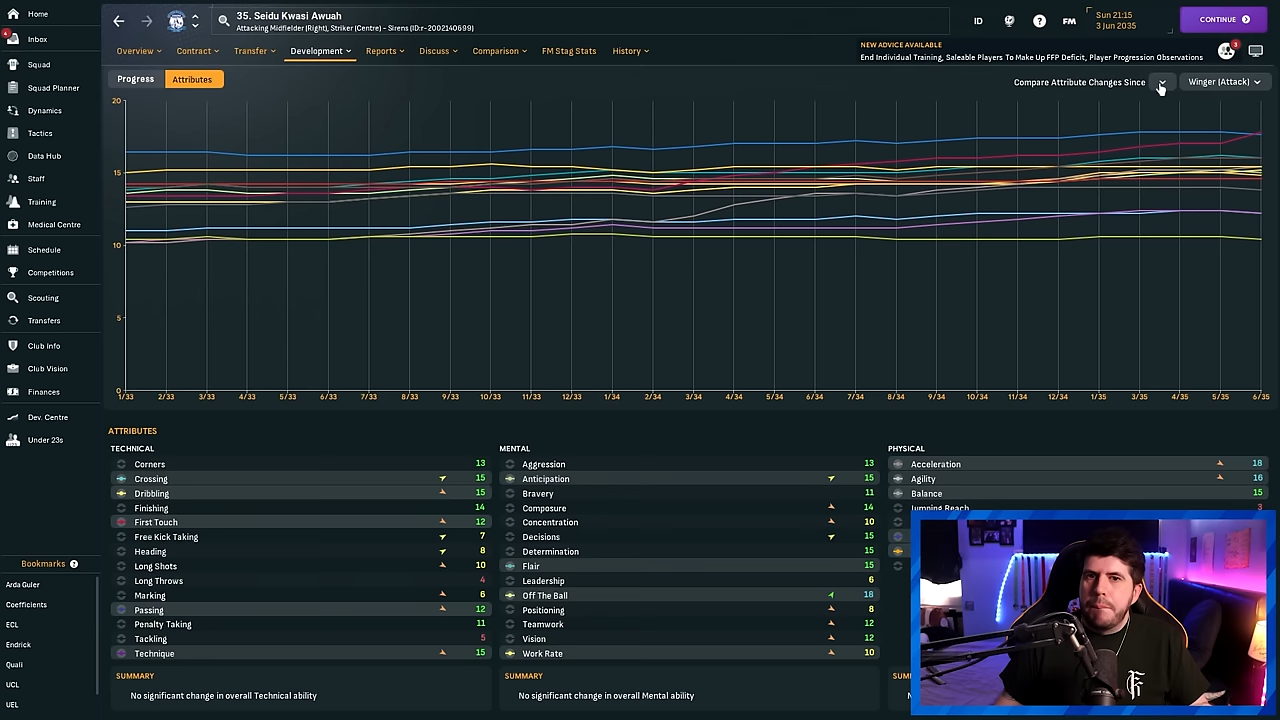 Home
Inbox
4
Squad
Squad Planner
Dynamics
Tactics
Data Hub
Staff
Training
Medical Centre
Schedule
Competitions
Scouting
Transfers
Club Info
Club Vision
Finances
Dev. Centre
Under 23s
Bookmarks ?
Arda Guler
Coefficients
ECL
Endrick
Quali
UCL
UEL
35. Seidu Kwasi Awuah
Attacking Midfielder (Right), Striker (Centre) - Sirens (ID:r-2002140699)
ID ? FM
Sun 21:15
3 Jun 2035
CONTINUE
Overview Contract Transfer Development Reports Discuss Comparison FM Stag Stats History
NEW ADVICE AVAILABLE
End Individual Training, Saleable Players To Make Up FFP Deficit, Player Progression Observations
3
Progress Attributes
Compare Attribute Changes Since Winger (Attack)
20
15
10
5
0
1/33 2/33 3/33 4/33 5/33 6/33 7/33 8/33 9/33 10/33 11/33 12/33 1/34 2/34 3/34 4/34 5/34 6/34 7/34 8/34 9/34 10/34 11/34 12/34 1/35 3/35 4/35 5/35 6/35
ATTRIBUTES
TECHNICAL
Corners 13
Crossing 15
Dribbling 15
Finishing 14
First Touch 12
Free Kick Taking 7
Heading 8
Long Shots 10
Long Throws 4
Marking 6
Passing 12
Penalty Taking 11
Tackling 5
Technique 15
SUMMARY
No significant change in overall Technical ability
MENTAL
Aggression 13
Anticipation 15
Bravery 11
Composure 14
Concentration 10
Decisions 15
Determination 15
Flair 15
Leadership 6
Off The Ball 18
Positioning 8
Teamwork 12
Vision 12
Work Rate 10
SUMMARY
No significant change in overall Mental ability
PHYSICAL
Acceleration 18
Agility 16
Balance 15
Jumping Reach 3